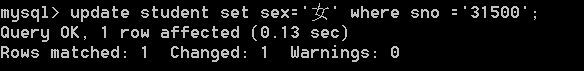 mysql> update student set sex='女' where sno ='31500';
Query OK, 1 row affected (0.13 sec)
Rows matched: 1  Changed: 1  Warnings: 0